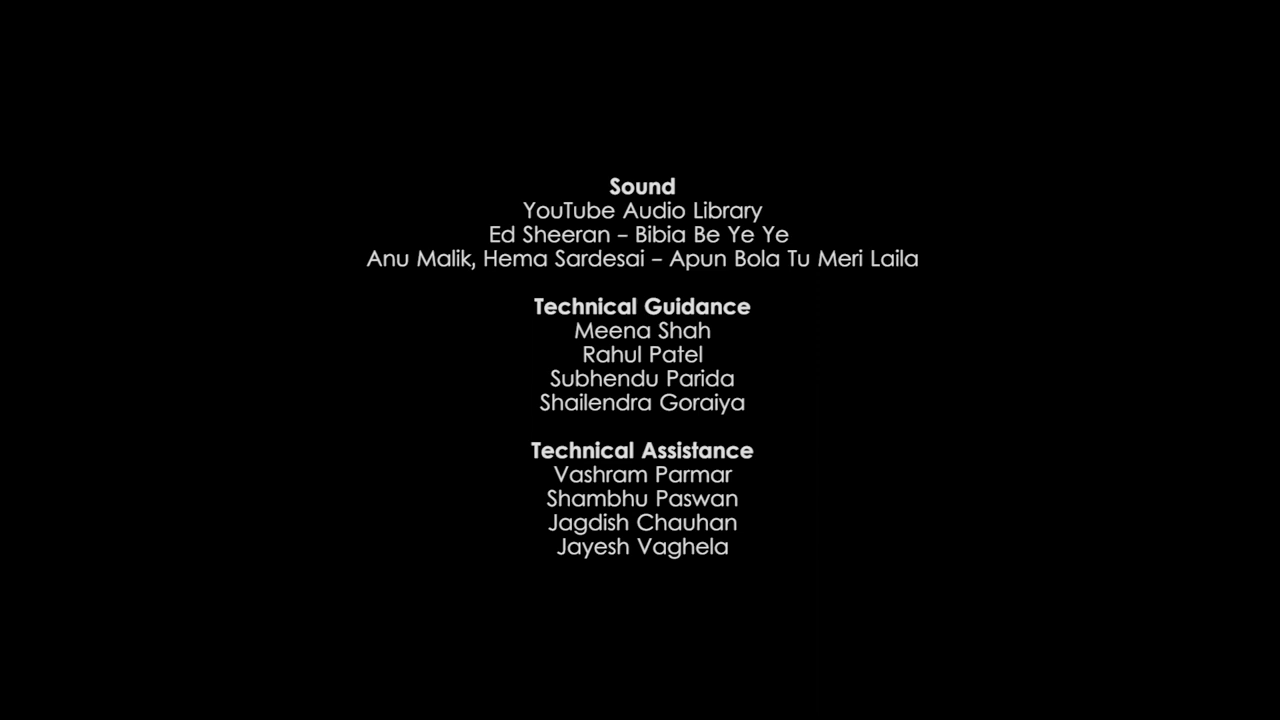 Sound
YouTube Audio Library
Ed Sheeran – Bibia Be Ye Ye
Anu Malik, Hema Sardesai – Apun Bola Tu Meri Laila
Technical Guidance
Meena Shah
Rahul Patel
Subhendu Parida
Shailendra Goraiya
Technical Assistance
Vashram Parmar
Shambhu Paswan
Jagdish Chauhan
Jayesh Vaghela